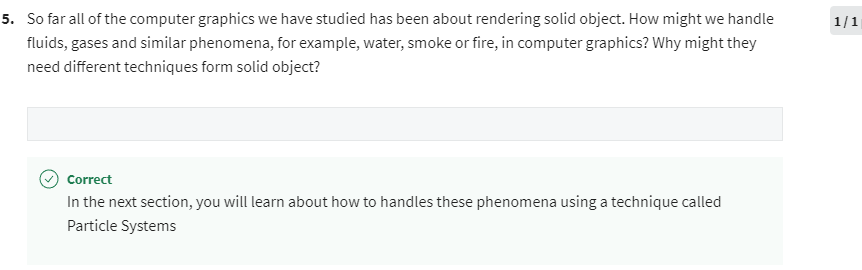 5. So far all of the computer graphics we have studied has been about rendering solid object. How might we handle
1 / 1
fluids, gases and similar phenomena, for example, water, smoke or fire, in computer graphics? Why might they
need different techniques form solid object?
Correct
In the next section, you will learn about how to handles these phenomena using a technique called
Particle Systems